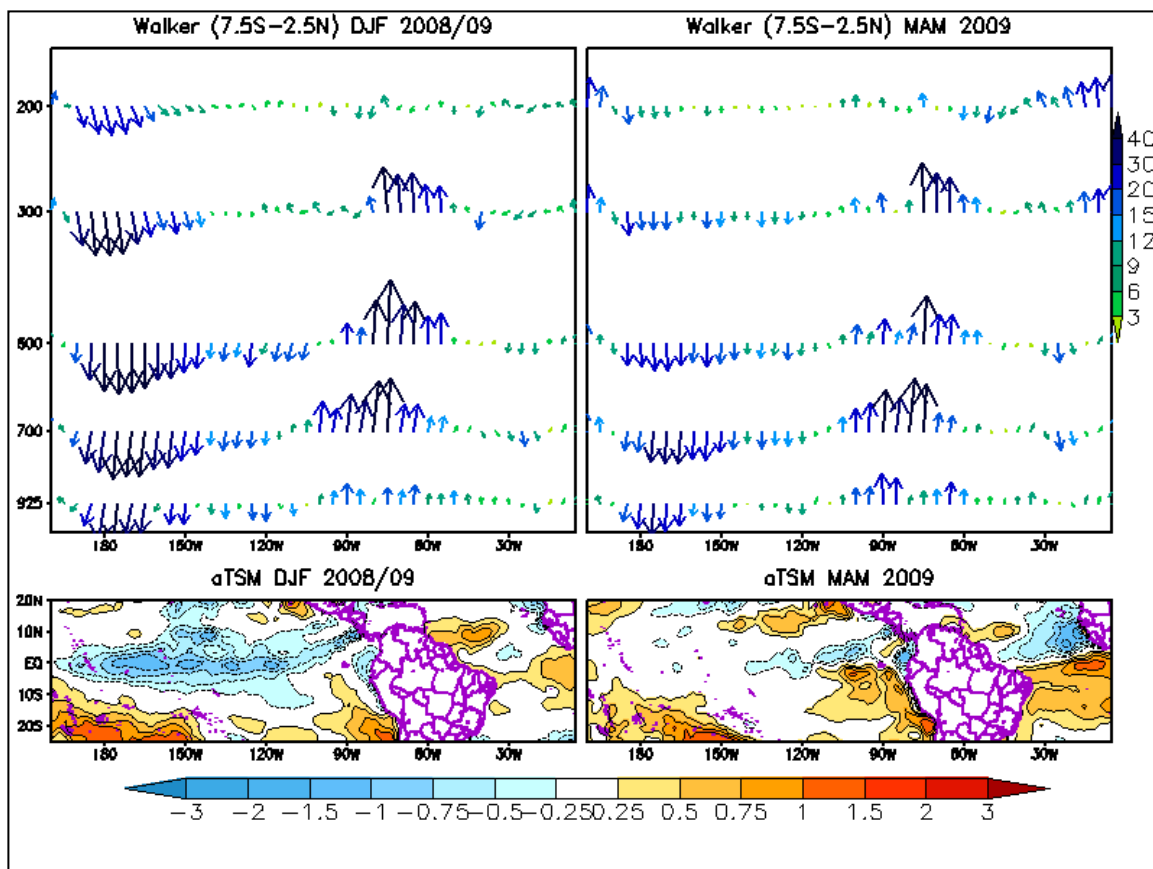 Walker (7.5S-2.5N) DJF 2008/09 Walker (7.5S-2.5N) MAM 2009
200
300
500
700
925
180 150W 120W 90W 60W 30W 180 150W 120W 90W 60W 30W
40
30
20
15
12
9
6
3
aTSM DJF 2008/09 aTSM MAM 2009
20N
10N
EQ
10S
20S
180 150W 120W 90W 60W 30W 180 150W 120W 90W 60W 30W
-3 -2 -1.5 -1 -0.75 -0.5 -0.25 0.25 0.5 0.75 1 1.5 2 3